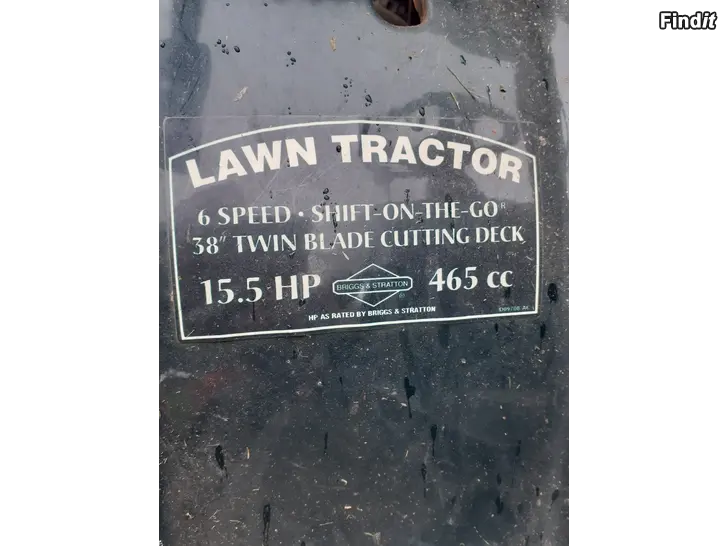 Findit
LAWN TRACTOR
6 SPEED · SHIFT-ON-THE-GO®
38" TWIN BLADE CUTTING DECK
15.5 HP BRIGGS & STRATTON 465 cc
HP AS RATED BY BRIGGS & STRATTON